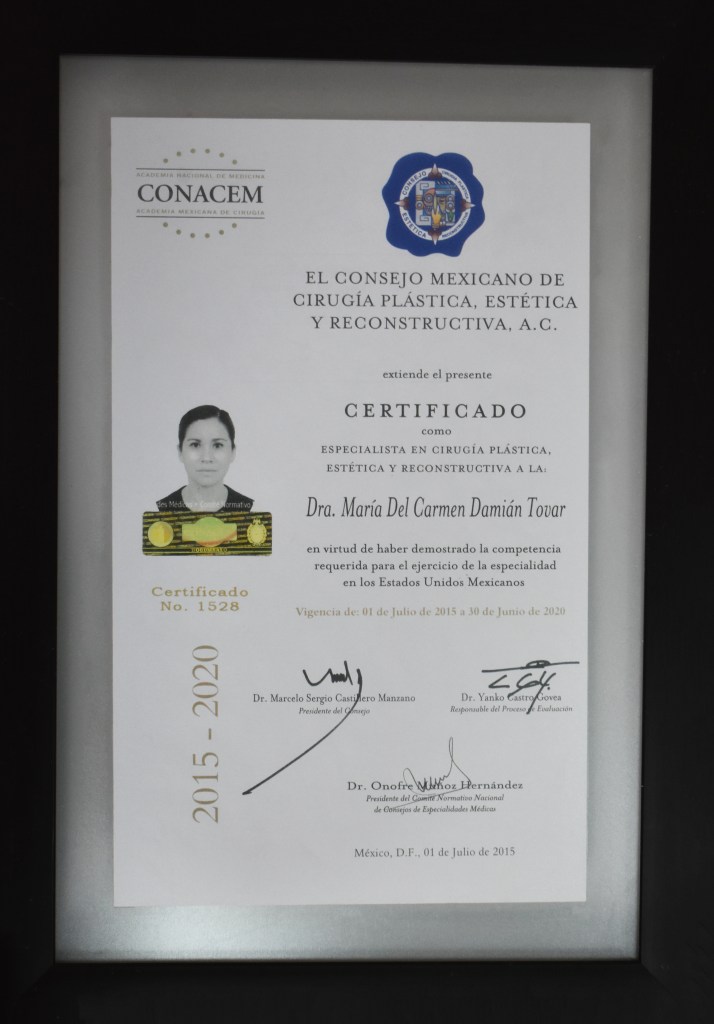 ACADEMIA NACIONAL DE MEDICINA
CONACEM
ACADEMIA MEXICANA DE CIRUGÍA
CONSEJO
ESTÉTICA
EL CONSEJO MEXICANO DE
CIRUGÍA PLÁSTICA, ESTÉTICA
Y RECONSTRUCTIVA, A.C.
extiende el presente
CERTIFICADO
como
ESPECIALISTA EN CIRUGÍA PLÁSTICA,
ESTÉTICA Y RECONSTRUCTIVA A LA:
Dra. María Del Carmen Damián Tovar
en virtud de haber demostrado la competencia
requerida para el ejercicio de la especialidad
en los Estados Unidos Mexicanos
Certificado
No. 1528
Vigencia de: 01 de Julio de 2015 a 30 de Junio de 2020
2015 - 2020
Dr. Marcelo Sergio Castillero Manzano
Presidente del Consejo
Dr. Yanko Castro Govea
Responsable del Proceso de Evaluación
Dr. Onofre Muñoz Hernández
Presidente del Comité Normativo Nacional
de Consejos de Especialidades Médicas
México, D.F., 01 de Julio de 2015